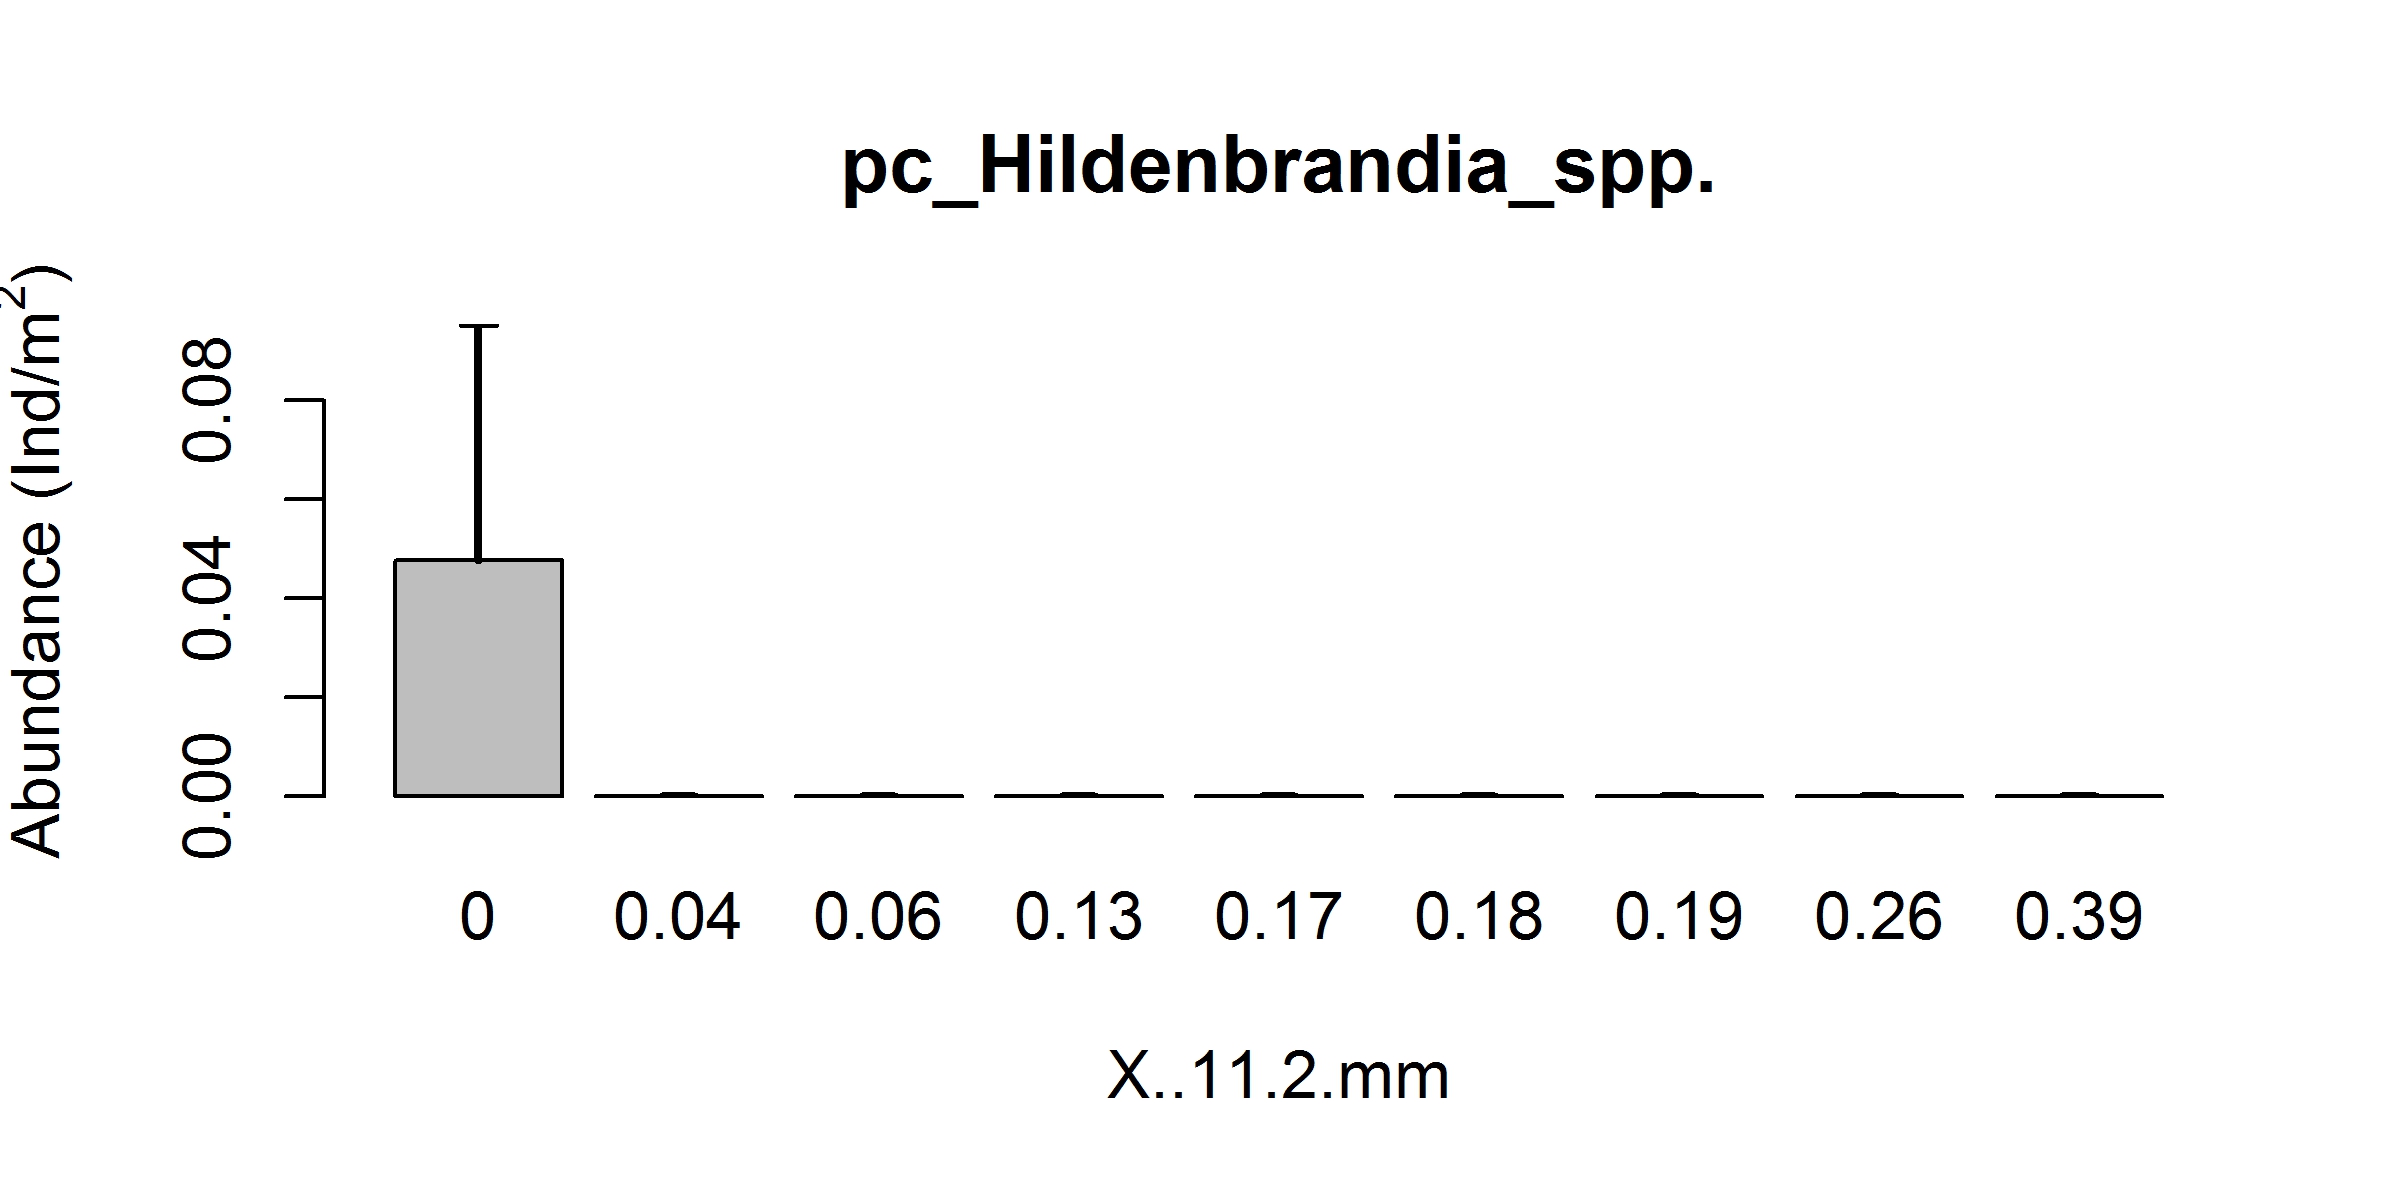 pc_Hildenbrandia_spp.
Abundance (Ind/m²)
0.08
0.04
0.00
0 0.04 0.06 0.13 0.17 0.18 0.19 0.26 0.39
X..11.2.mm